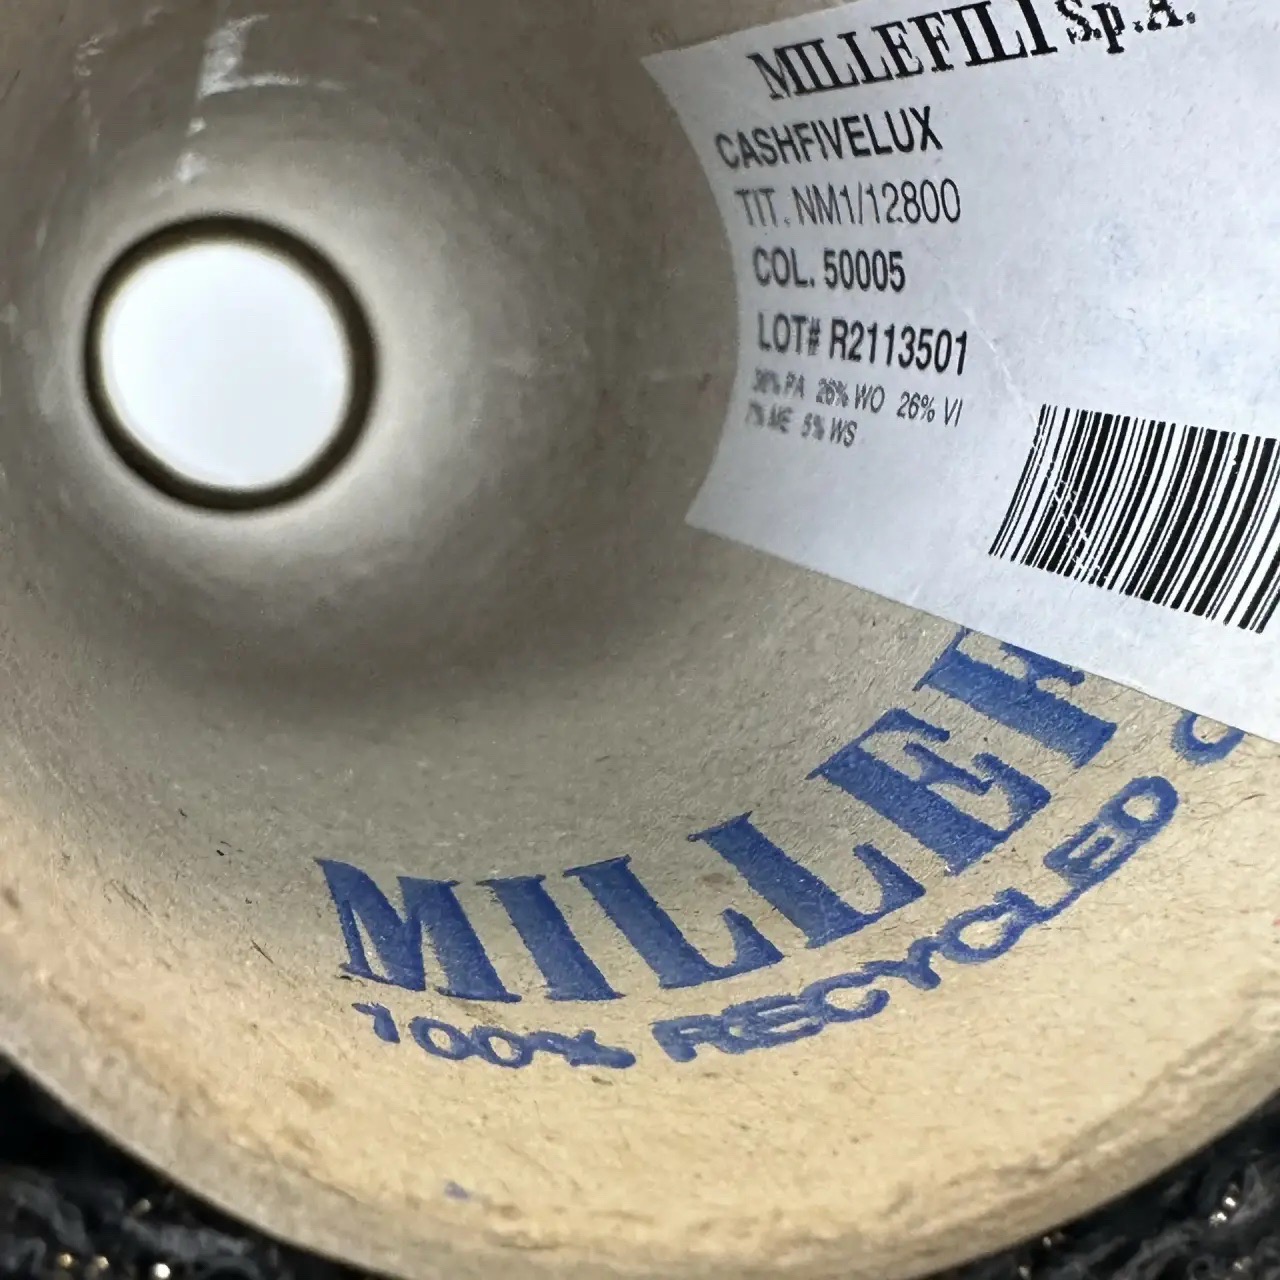 MILLEFILI S.p.A.
CASHFIVELUX
TIT. NM1/12800
COL. 50005
LOT# R2113501
36% PA 26% WO 26% VI
7% ME 5% WS
MILLEF
100% RECYCLED C